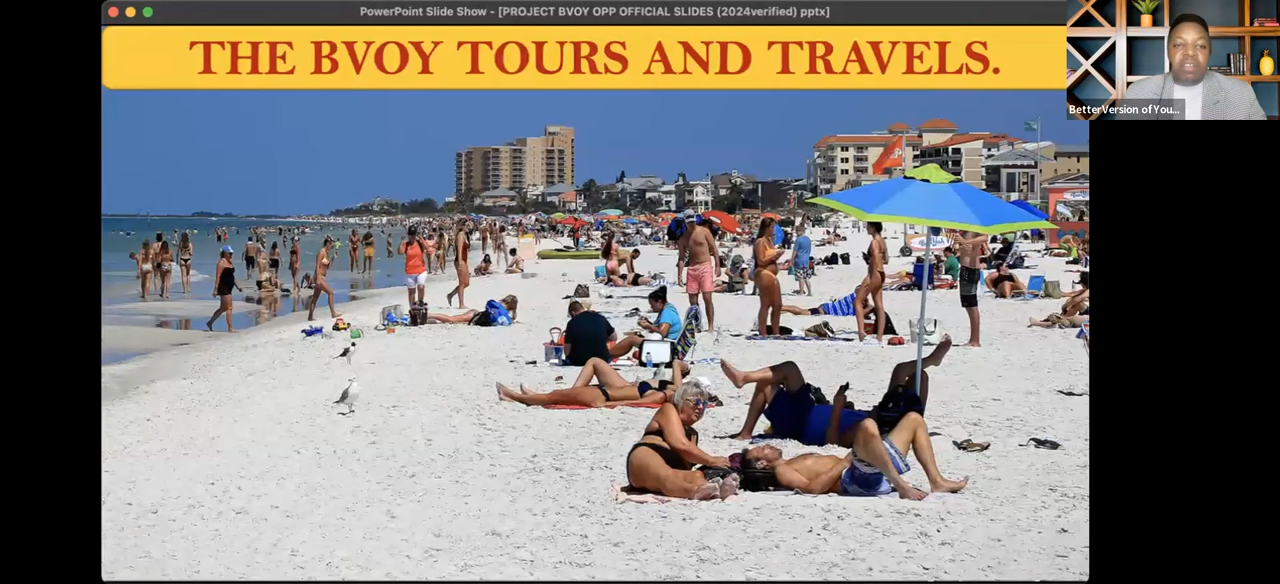 PowerPoint Slide Show - [PROJECT BVOY OPP OFFICIAL SLIDES (2024verified) pptx]
THE BVOY TOURS AND TRAVELS.
BetterVersion of You...